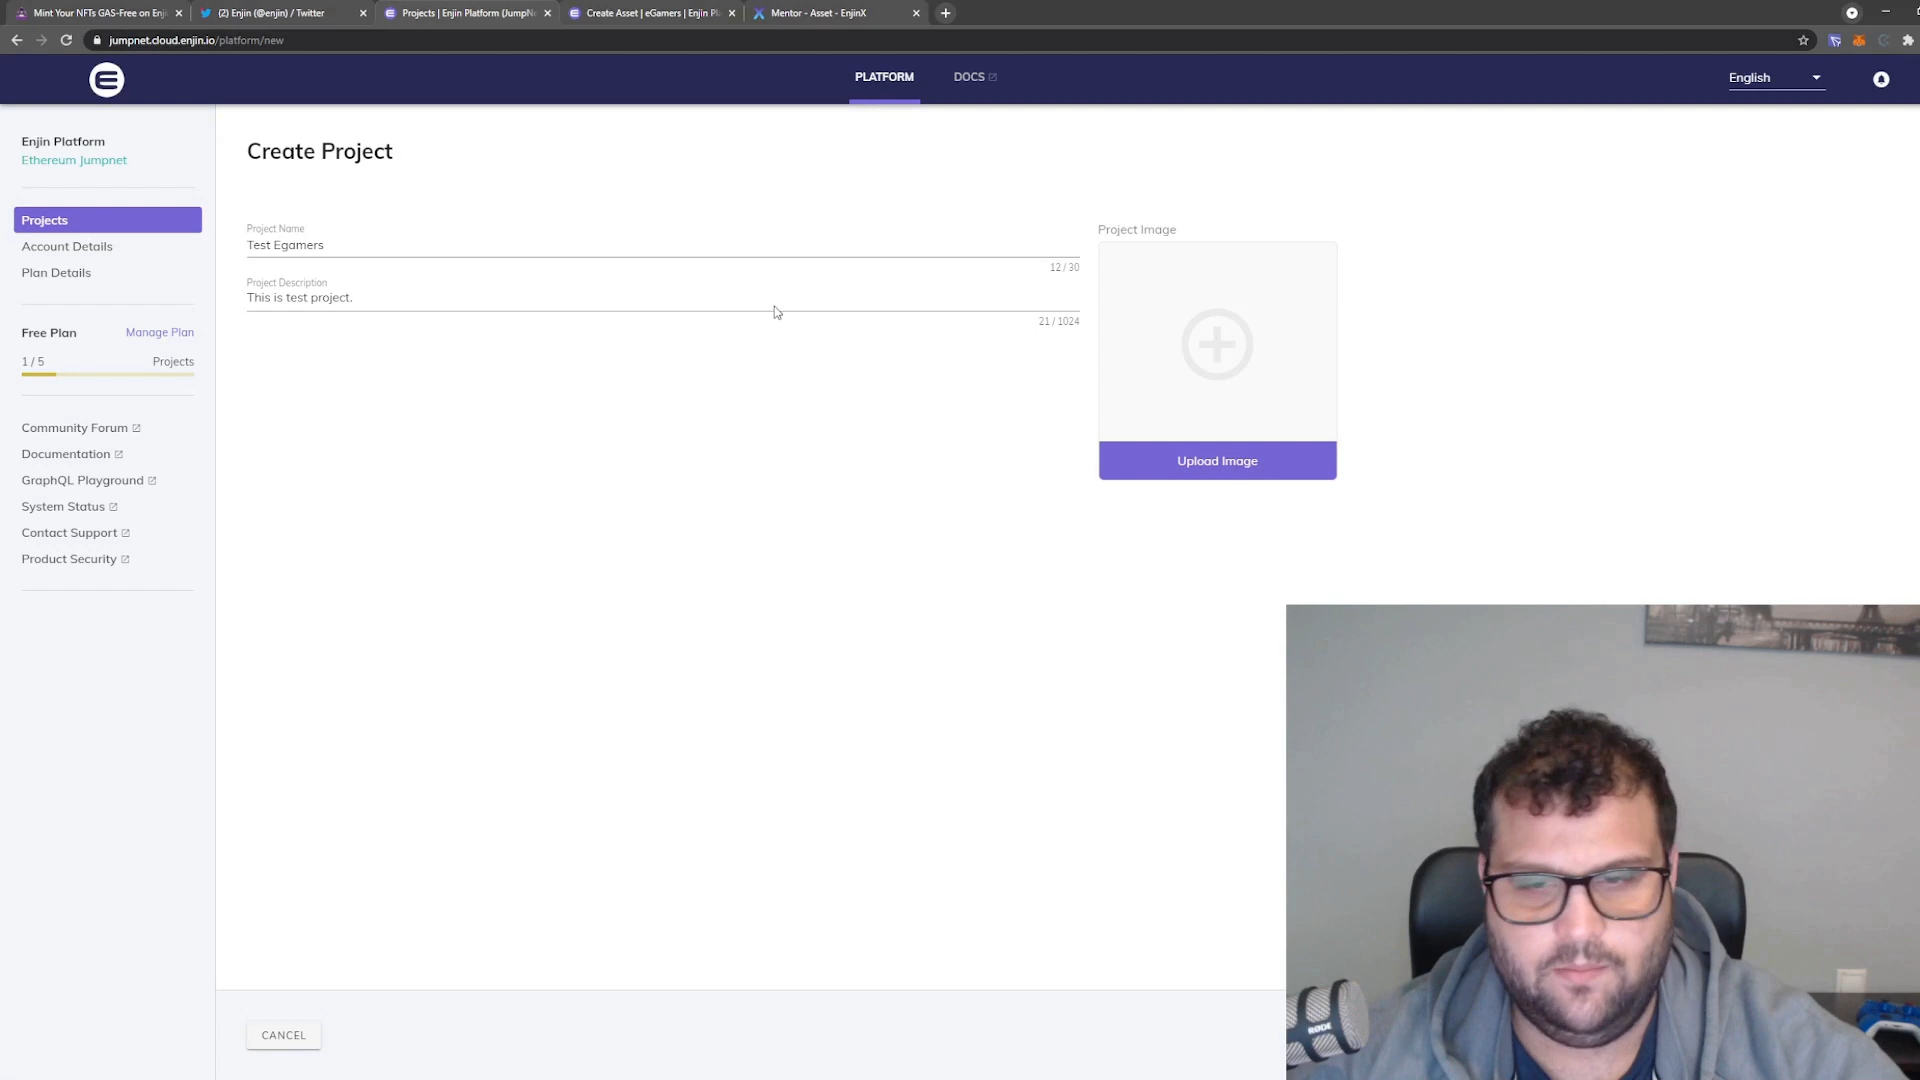 Mint Your NFTs GAS-Free on Enji
(2) Enjin (@enjin) / Twitter
Projects | Enjin Platform (JumpNe
Create Asset | eGamers | Enjin Pl
Mentor - Asset - EnjinX
jumpnet.cloud.enjin.io/platform/new
PLATFORM
DOCS
English
Enjin Platform
Ethereum Jumpnet
Projects
Account Details
Plan Details
Free Plan
Manage Plan
1 / 5
Projects
Community Forum
Documentation
GraphQL Playground
System Status
Contact Support
Product Security
Create Project
Project Name
Test Egamers
12 / 30
Project Description
This is test project.
21 / 1024
Project Image
Upload Image
CANCEL
RØDE